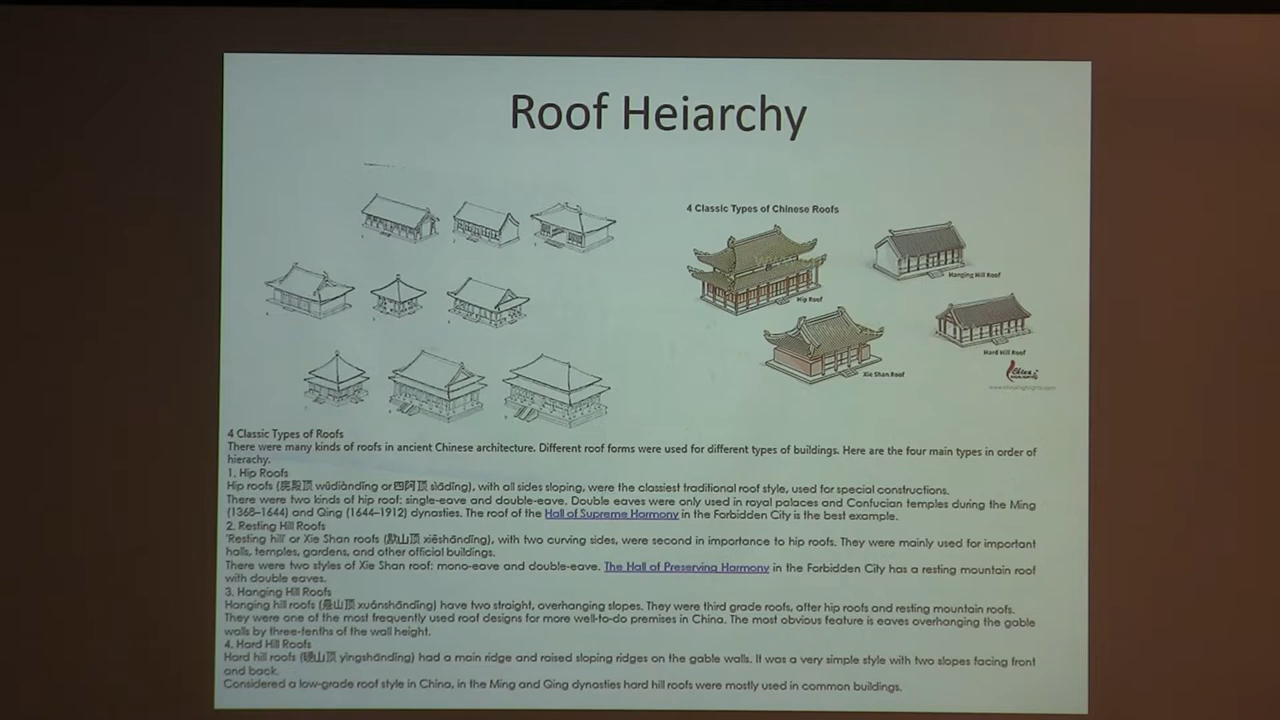 Roof Heiarchy
4 Classic Types of Chinese Roofs
Hanging Hill Roof
Hip Roof
Hard Hill Roof
Xie Shan Roof
China
www.chinahighlights.com
4 Classic Types of Roofs
There were many kinds of roofs in ancient Chinese architecture. Different roof forms were used for different types of buildings. Here are the four main types in order of
hierachy.
1. Hip Roofs
Hip roofs (庑殿顶 wǔdiàndǐng or 四阿顶 sìādǐng), with all sides sloping, were the classiest traditional roof style, used for special constructions.
There were two kinds of hip roof: single-eave and double-eave. Double eaves were only used in royal palaces and Confucian temples during the Ming
(1368–1644) and Qing (1644–1912) dynasties. The roof of the Hall of Supreme Harmony in the Forbidden City is the best example.
2. Resting Hill Roofs
'Resting hill' or Xie Shan roofs (歇山顶 xiēshāndǐng), with two curving sides, were second in importance to hip roofs. They were mainly used for important
halls, temples, gardens, and other official buildings.
There were two styles of Xie Shan roof: mono-eave and double-eave. The Hall of Preserving Harmony in the Forbidden City has a resting mountain roof
with double eaves.
3. Hanging Hill Roofs
Hanging hill roofs (悬山顶 xuánshāndǐng) have two straight, overhanging slopes. They were third grade roofs, after hip roofs and resting mountain roofs.
They were one of the most frequently used roof designs for more well-to-do premises in China. The most obvious feature is eaves overhanging the gable
walls by three-tenths of the wall height.
4. Hard Hill Roofs
Hard hill roofs (硬山顶 yìngshāndǐng) had a main ridge and raised sloping ridges on the gable walls. It was a very simple style with two slopes facing front
and back.
Considered a low-grade roof style in China, in the Ming and Qing dynasties hard hill roofs were mostly used in common buildings.